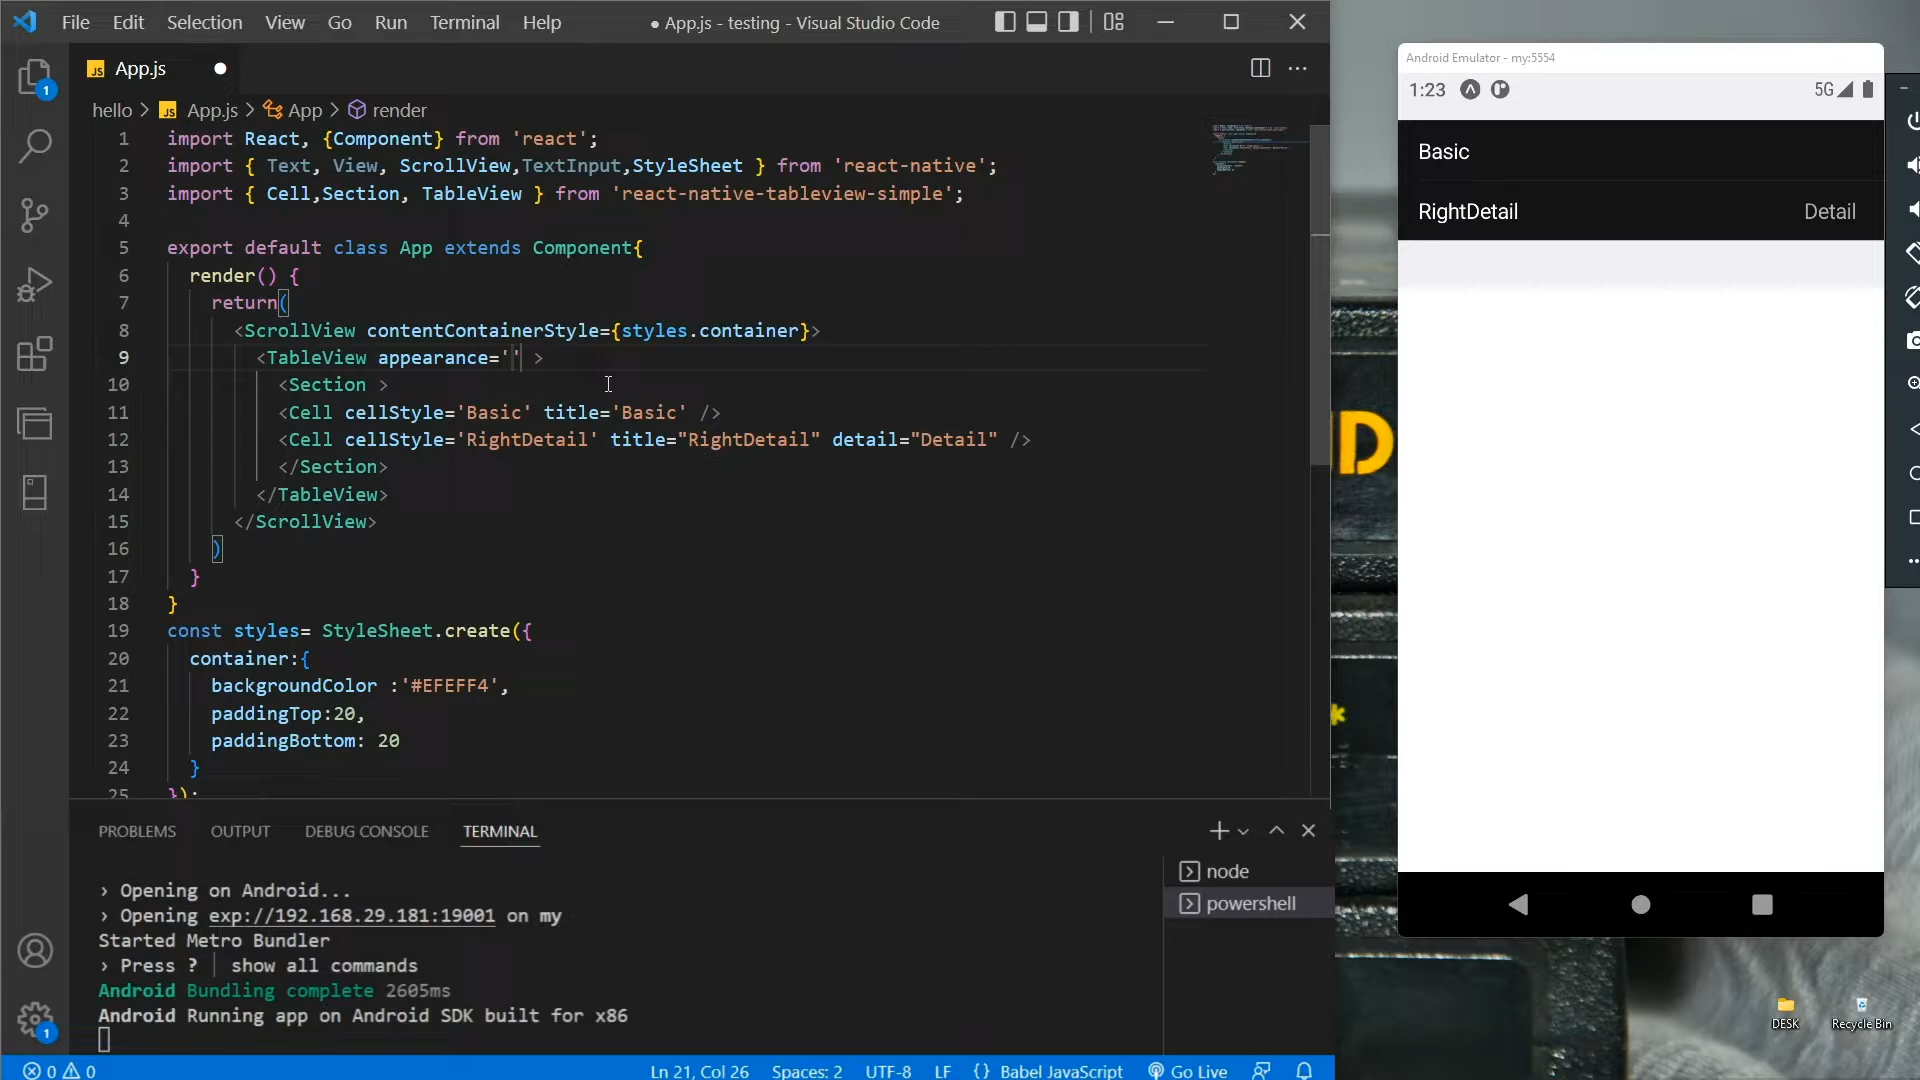 File Edit Selection View Go Run Terminal Help ● App.js - testing - Visual Studio Code
1
JS App.js ●
hello > JS App.js > App > render
1 import React, {Component} from 'react';
2 import { Text, View, ScrollView,TextInput,StyleSheet } from 'react-native';
3 import { Cell,Section, TableView } from 'react-native-tableview-simple';
4
5 export default class App extends Component{
6 render() {
7 return(
8 <ScrollView contentContainerStyle={styles.container}>
9 <TableView appearance='' >
10 <Section >
11 <Cell cellStyle='Basic' title='Basic' />
12 <Cell cellStyle='RightDetail' title="RightDetail" detail="Detail" />
13 </Section>
14 </TableView>
15 </ScrollView>
16 )
17 }
18 }
19 const styles= StyleSheet.create({
20 container:{
21 backgroundColor :'#EFEFF4',
22 paddingTop:20,
23 paddingBottom: 20
24 }
25 });
PROBLEMS OUTPUT DEBUG CONSOLE TERMINAL
› Opening on Android...
› Opening exp://192.168.29.181:19001 on my
Started Metro Bundler
› Press ? │ show all commands
Android Bundling complete 2605ms
Android Running app on Android SDK built for x86
node
powershell
1
0 0 Ln 21, Col 26 Spaces: 2 UTF-8 LF {} Babel JavaScript Go Live
Android Emulator - my:5554
1:23 5G
Basic
RightDetail Detail
D
*
DESK Recycle Bin